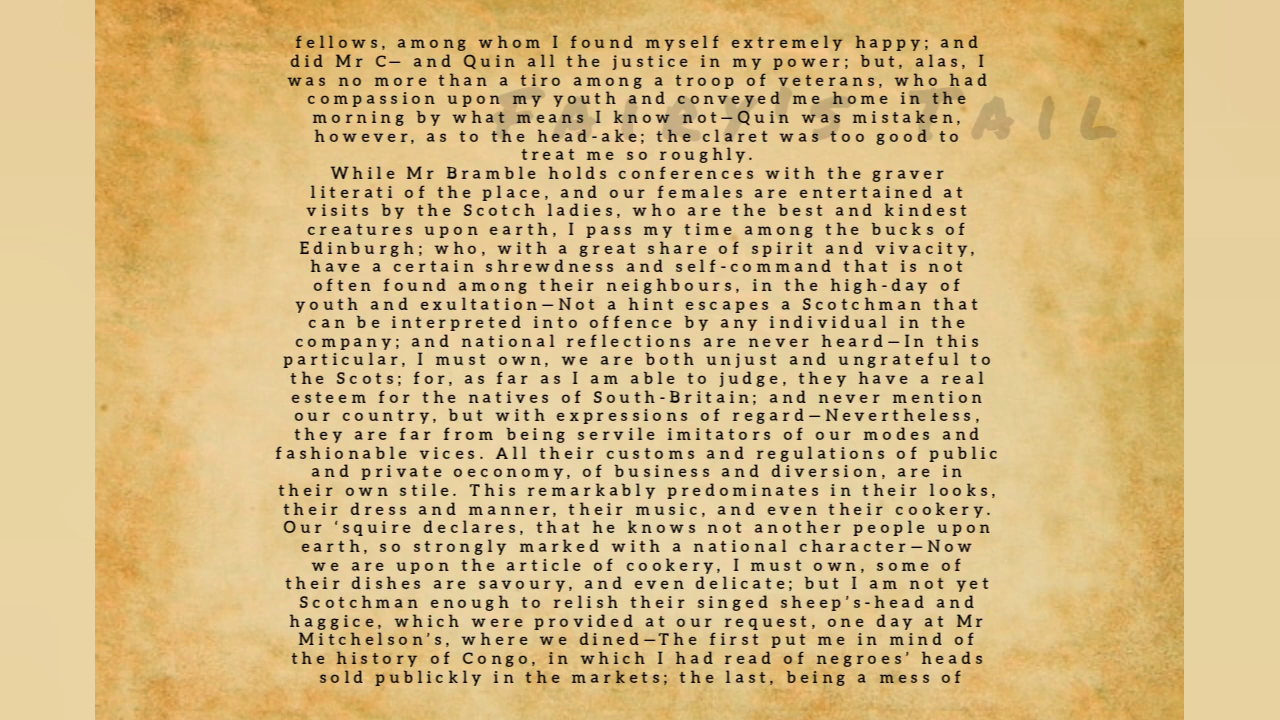 fellows, among whom I found myself extremely happy; and
did Mr C— and Quin all the justice in my power; but, alas, I
was no more than a tiro among a troop of veterans, who had
compassion upon my youth and conveyed me home in the
morning by what means I know not—Quin was mistaken,
however, as to the head-ake; the claret was too good to
treat me so roughly.
While Mr Bramble holds conferences with the graver
literati of the place, and our females are entertained at
visits by the Scotch ladies, who are the best and kindest
creatures upon earth, I pass my time among the bucks of
Edinburgh; who, with a great share of spirit and vivacity,
have a certain shrewdness and self-command that is not
often found among their neighbours, in the high-day of
youth and exultation—Not a hint escapes a Scotchman that
can be interpreted into offence by any individual in the
company; and national reflections are never heard—In this
particular, I must own, we are both unjust and ungrateful to
the Scots; for, as far as I am able to judge, they have a real
esteem for the natives of South-Britain; and never mention
our country, but with expressions of regard—Nevertheless,
they are far from being servile imitators of our modes and
fashionable vices. All their customs and regulations of public
and private oeconomy, of business and diversion, are in
their own stile. This remarkably predominates in their looks,
their dress and manner, their music, and even their cookery.
Our ‘squire declares, that he knows not another people upon
earth, so strongly marked with a national character—Now
we are upon the article of cookery, I must own, some of
their dishes are savoury, and even delicate; but I am not yet
Scotchman enough to relish their singed sheep’s-head and
haggice, which were provided at our request, one day at Mr
Mitchelson’s, where we dined—The first put me in mind of
the history of Congo, in which I had read of negroes’ heads
sold publickly in the markets; the last, being a mess of
TAIL